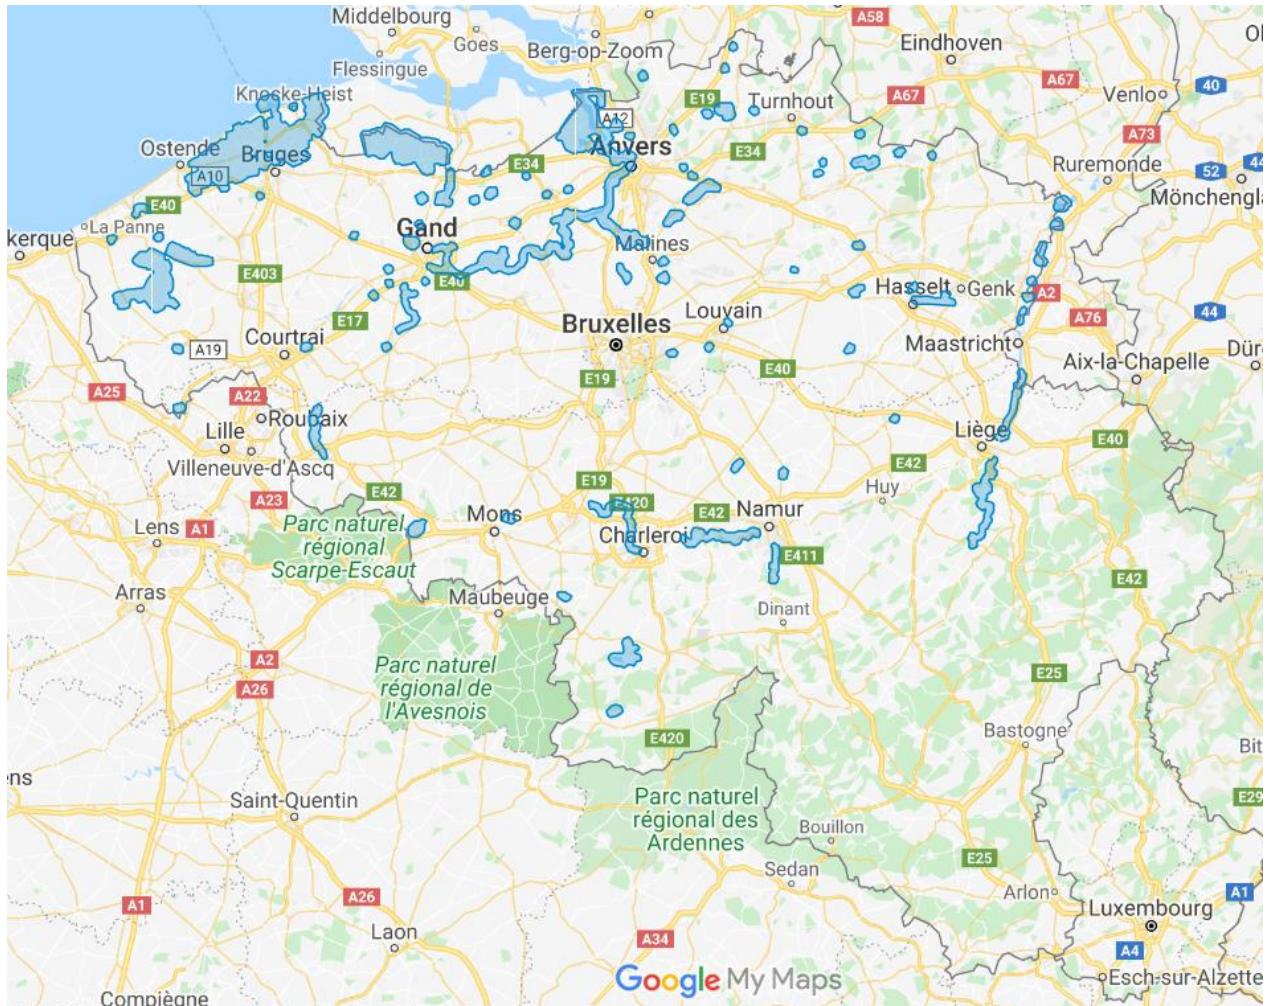 Middelbourg
Goes
Berg-op-Zoom
A58
Eindhoven
Flessingue
A67
Knocke-Heist
E19
Turnhout
A67
40
Venlo
A12
A73
Ostende
Bruges
E34
Anvers
E34
Ruremonde
52
A10
Mönchengla
E40
La Panne
Gand
Malines
kerque
E403
E40
Hasselt
Genk
A2
Louvain
44
E17
Bruxelles
A76
Courtrai
A19
Maastricht
Aix-la-Chapelle
Dür
E19
E40
A25
A22
Roubaix
Lille
Liège
E40
Villeneuve-d'Ascq
E42
E19
E42
Huy
A23
E420
Mons
E42
Namur
Lens
A1
Parc naturel
régional
Scarpe-Escaut
Charleroi
E411
E42
Arras
Maubeuge
Dinant
A2
Parc naturel
régional de
l'Avesnois
E25
A26
E420
Bastogne
Bit
ens
Saint-Quentin
Parc naturel
régional des
Ardennes
E29
Bouillon
E25
Sedan
Arlon
A1
A26
A1
Luxembourg
Laon
A34
A4
Google My Maps
Esch-sur-Alzette
Compiègne